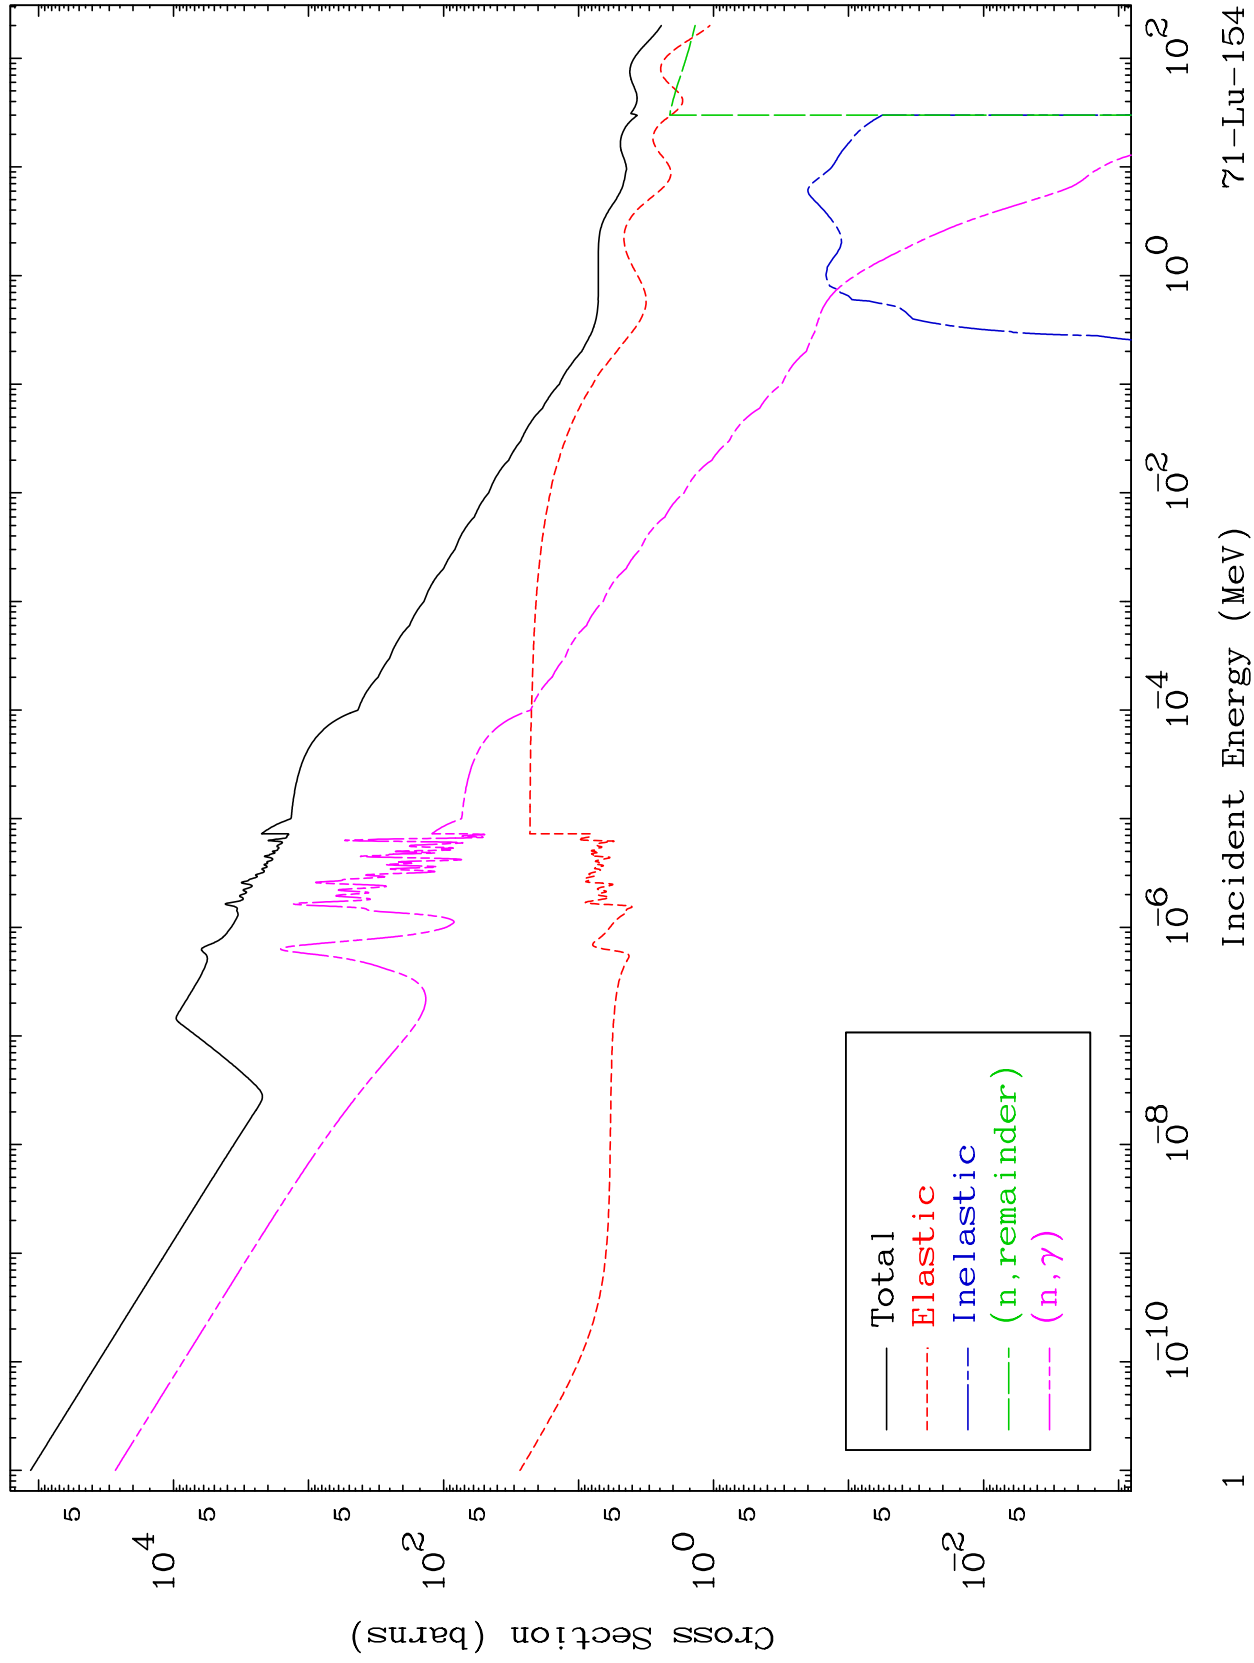 Cross Section (barns)
5
10^4
5
5
10^2
5
5
10^0
5
5
10^-2
5
Total
Elastic
Inelastic
(n,remainder)
(n,γ)
10^-10
10^-8
10^-6
10^-4
10^-2
10^0
10^2
1
Incident Energy (MeV)
71-Lu-154